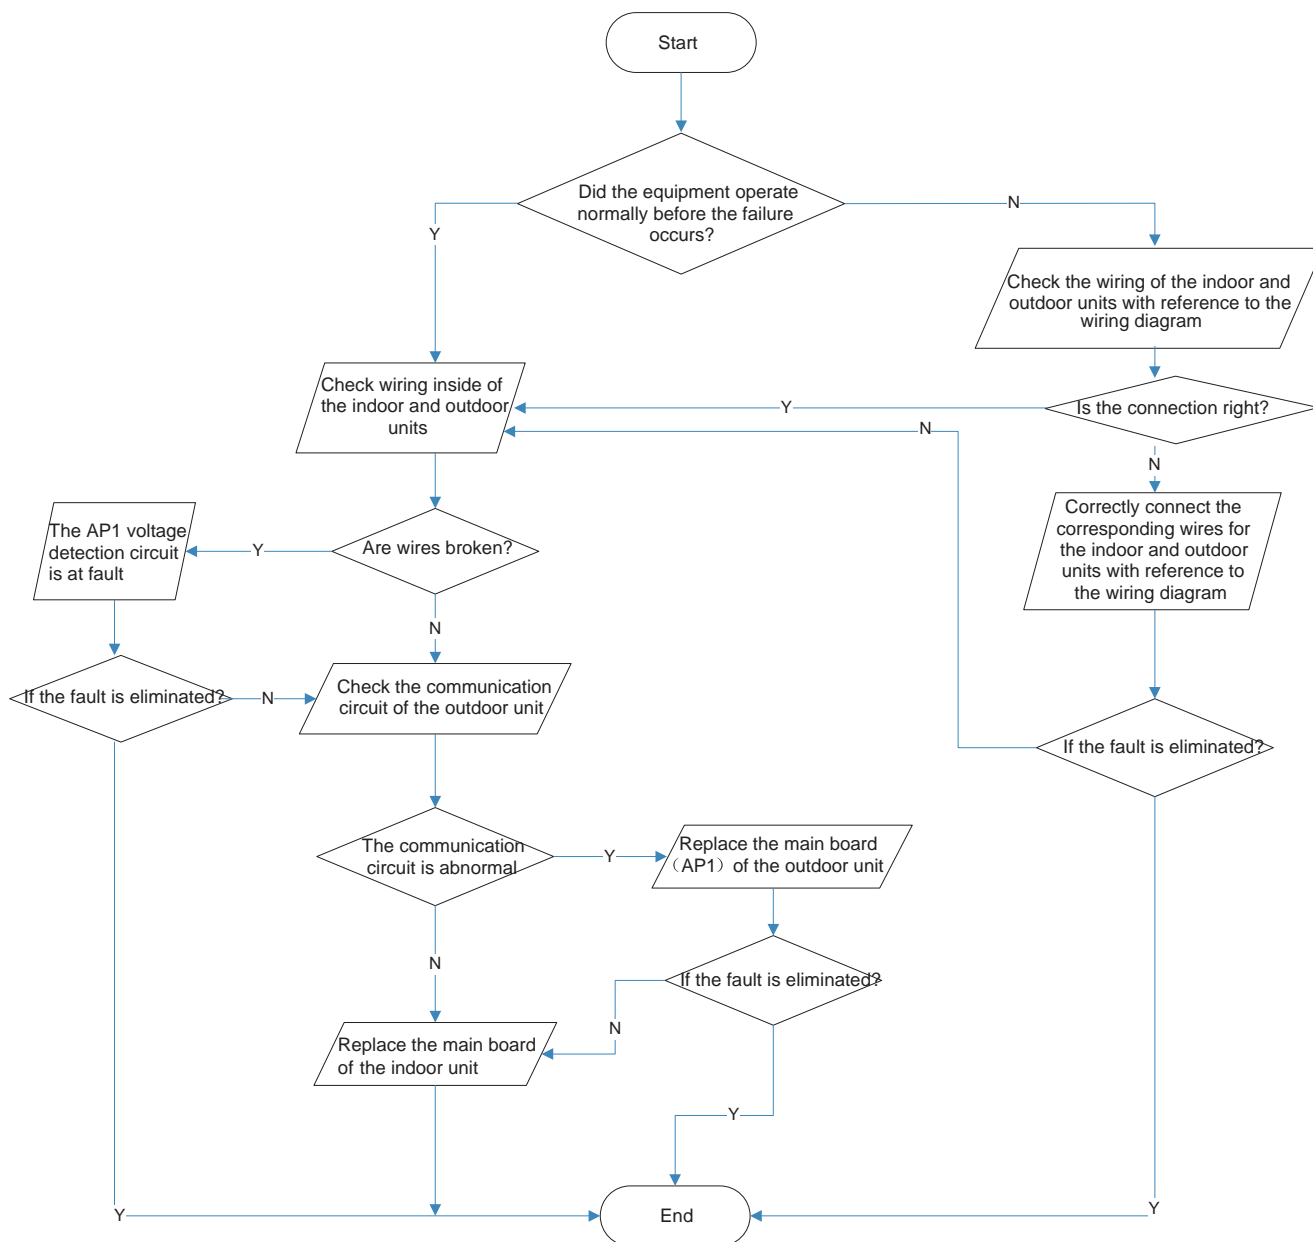 Start
Did the equipment operate
normally before the failure
occurs?
Y
N
Check the wiring of the indoor and
outdoor units with reference to the
wiring diagram
Check wiring inside of
the indoor and outdoor
units
Y
Is the connection right?
N
N
The AP1 voltage
detection circuit
is at fault
Y
Are wires broken?
Correctly connect the
corresponding wires for
the indoor and outdoor
units with reference to
the wiring diagram
N
If the fault is eliminated?
N
Check the communication
circuit of the outdoor unit
If the fault is eliminated?
The communication
circuit is abnormal
Y
Replace the main board
（AP1）of the outdoor unit
N
If the fault is eliminated?
N
Replace the main board
of the indoor unit
Y
Y
End
Y